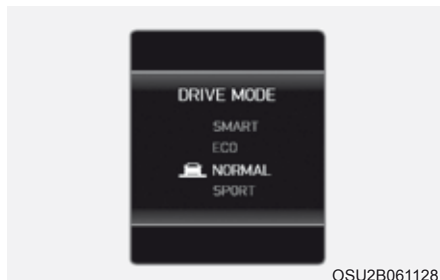 DRIVE MODE
SMART
ECO
NORMAL
SPORT
OSU2B061128